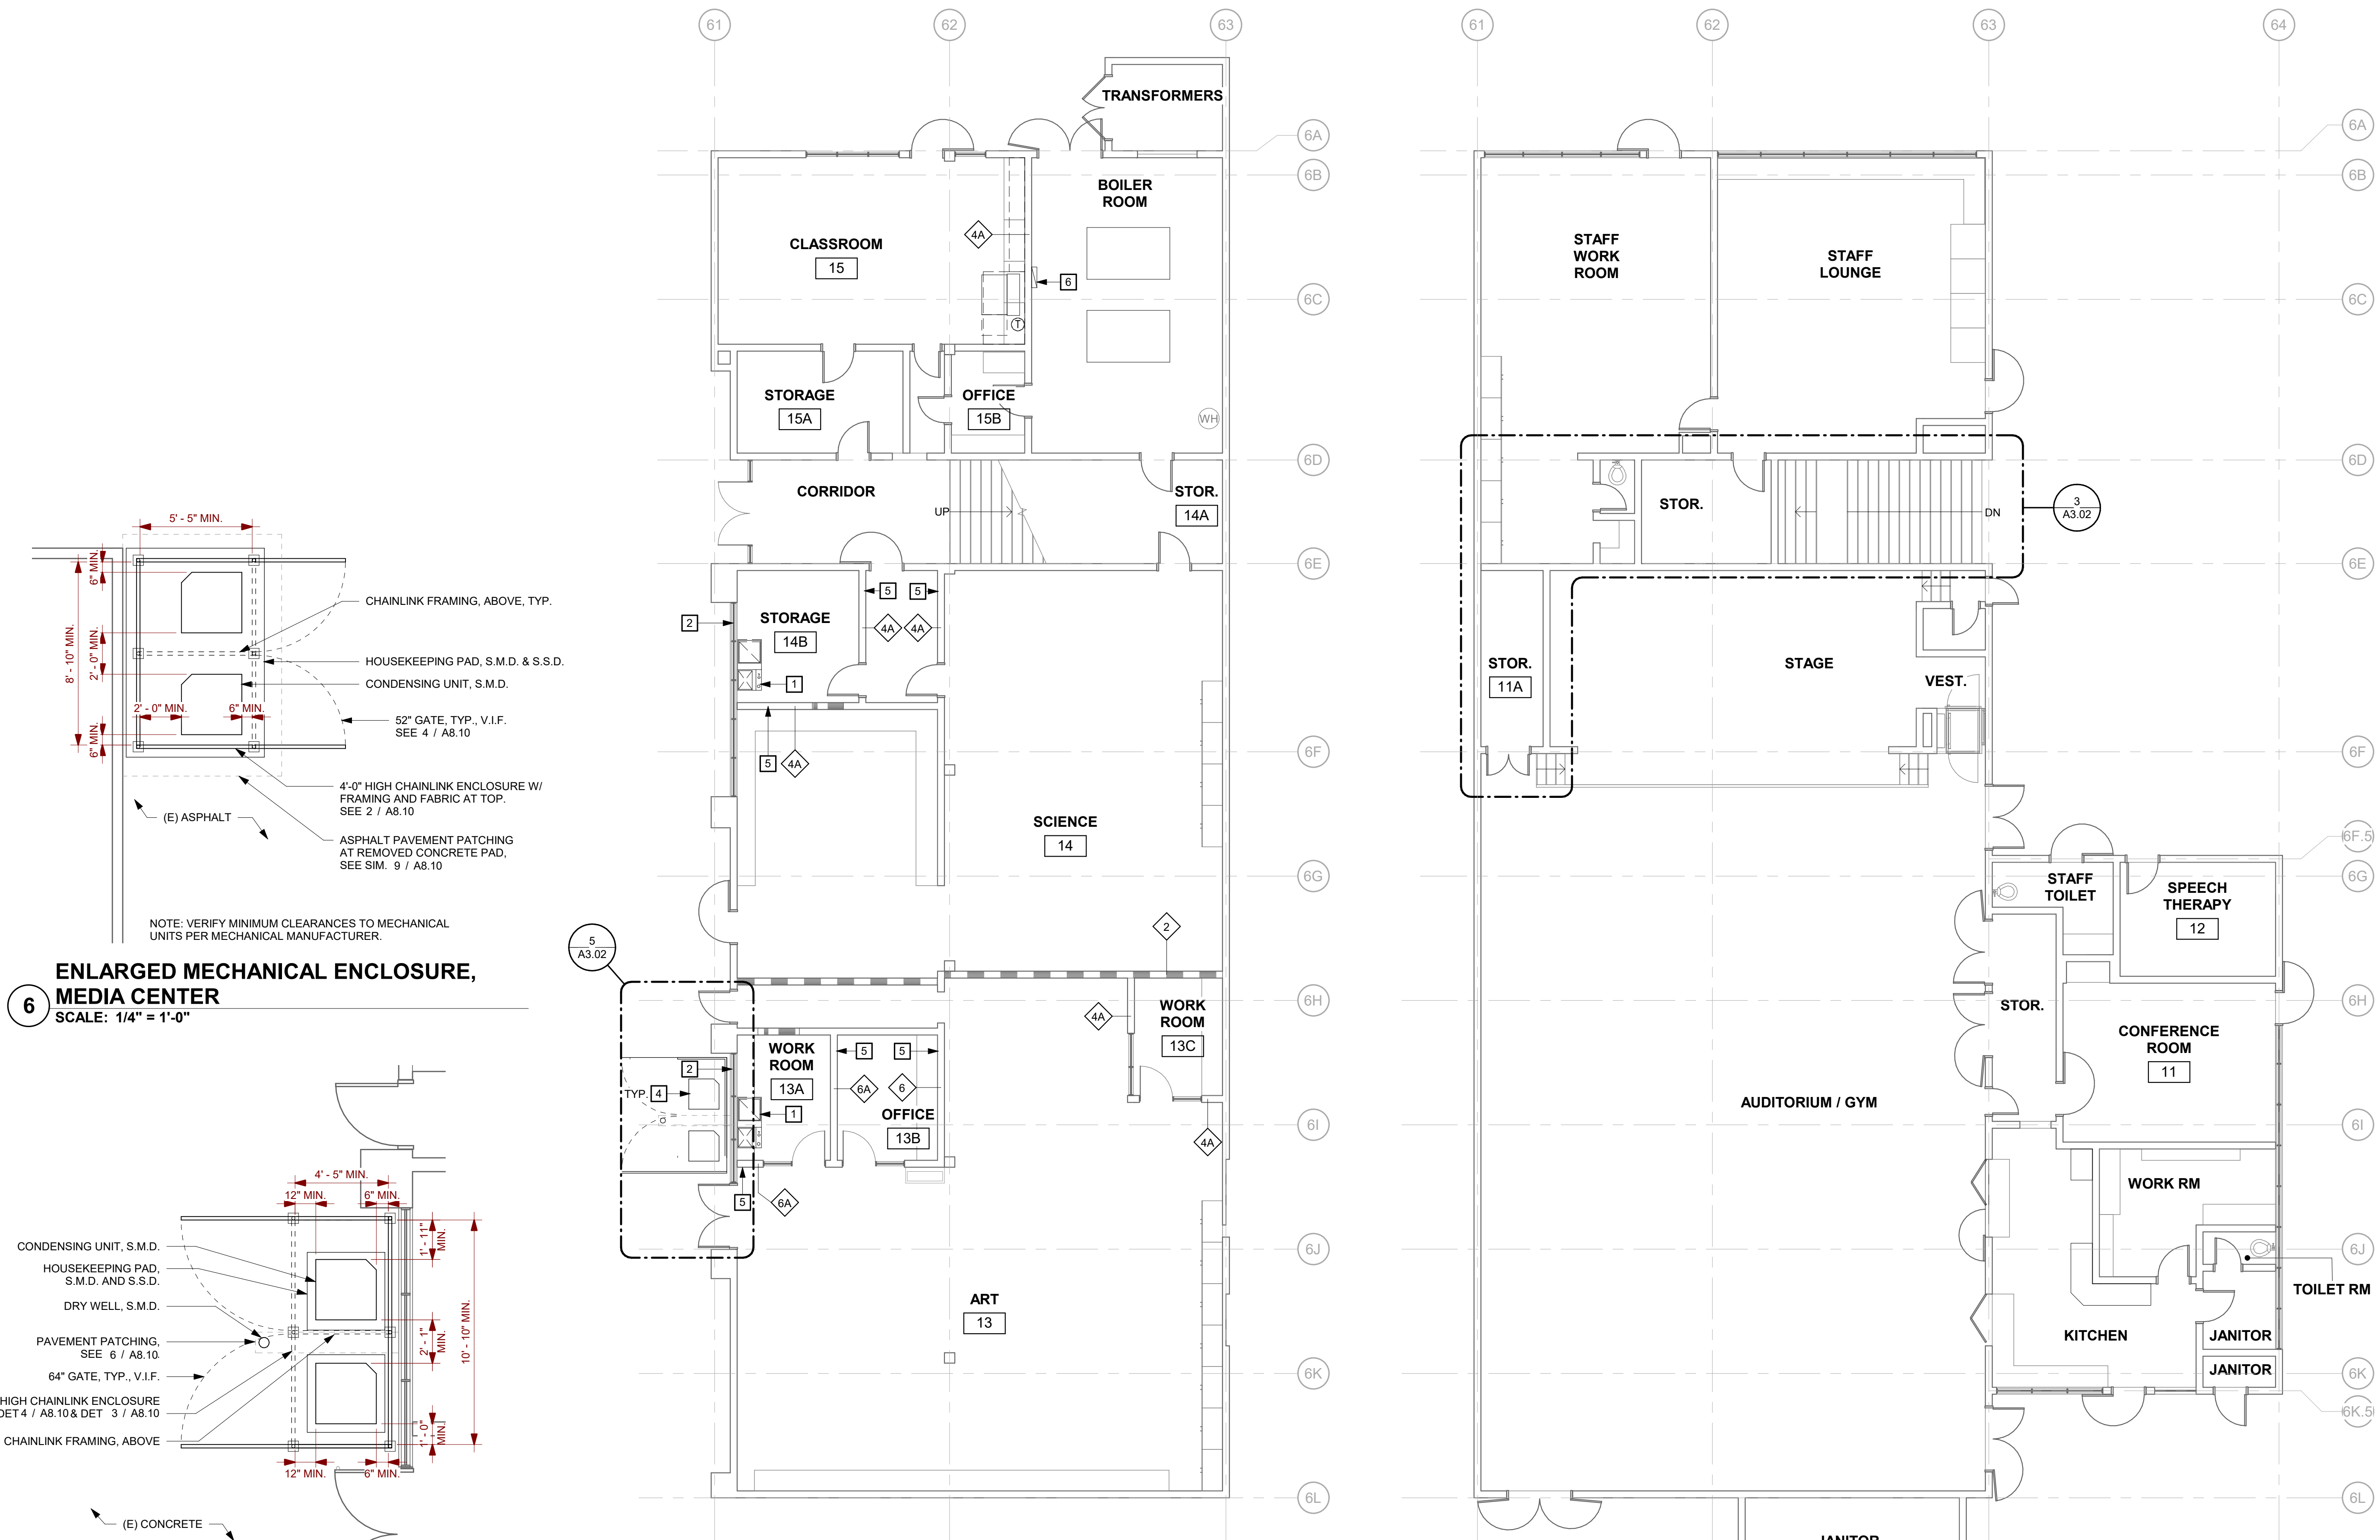 61
62
63
61
62
63
64
TRANSFORMERS
6A
6A
6B
6B
BOILER
ROOM
CLASSROOM
15
4A
6
T
STAFF
WORK
ROOM
STAFF
LOUNGE
6C
6C
STORAGE
15A
OFFICE
15B
WH
6D
6D
CORRIDOR
UP
STOR.
14A
STOR.
DN
3
A3.02
6E
6E
5' - 5" MIN.
6" MIN.
8' - 10" MIN.
2' - 0" MIN.
2' - 0" MIN.
6" MIN.
6" MIN.
CHAINLINK FRAMING, ABOVE, TYP.
HOUSEKEEPING PAD, S.M.D. & S.S.D.
CONDENSING UNIT, S.M.D.
52" GATE, TYP., V.I.F.
SEE 4 / A8.10
4'-0" HIGH CHAINLINK ENCLOSURE W/
FRAMING AND FABRIC AT TOP.
SEE 2 / A8.10
(E) ASPHALT
ASPHALT PAVEMENT PATCHING
AT REMOVED CONCRETE PAD,
SEE SIM. 9 / A8.10
NOTE: VERIFY MINIMUM CLEARANCES TO MECHANICAL
UNITS PER MECHANICAL MANUFACTURER.
6
ENLARGED MECHANICAL ENCLOSURE,
MEDIA CENTER
SCALE: 1/4" = 1'-0"
5
5
2
STORAGE
14B
4A
4A
1
5
4A
STOR.
11A
STAGE
VEST.
6F
6F
SCIENCE
14
6F.5
6G
6G
STAFF
TOILET
SPEECH
THERAPY
12
2
5
A3.02
6H
6H
WORK
ROOM
13C
4A
STOR.
CONFERENCE
ROOM
11
WORK
ROOM
13A
5
5
2
TYP.
4
6A
6
1
OFFICE
13B
AUDITORIUM / GYM
6I
6I
4A
5
6A
WORK RM
4' - 5" MIN.
12" MIN.
6" MIN.
1' - 11"
MIN.
CONDENSING UNIT, S.M.D.
HOUSEKEEPING PAD,
S.M.D. AND S.S.D.
DRY WELL, S.M.D.
PAVEMENT PATCHING,
SEE 6 / A8.10
64" GATE, TYP., V.I.F.
HIGH CHAINLINK ENCLOSURE
DET 4 / A8.10 & DET 3 / A8.10
CHAINLINK FRAMING, ABOVE
2' - 1"
MIN.
10' - 10" MIN.
1' - 0"
MIN.
12" MIN.
6" MIN.
(E) CONCRETE
6J
6J
TOILET RM
ART
13
KITCHEN
JANITOR
JANITOR
6K
6K
6K.5
6L
6L
JANITOR